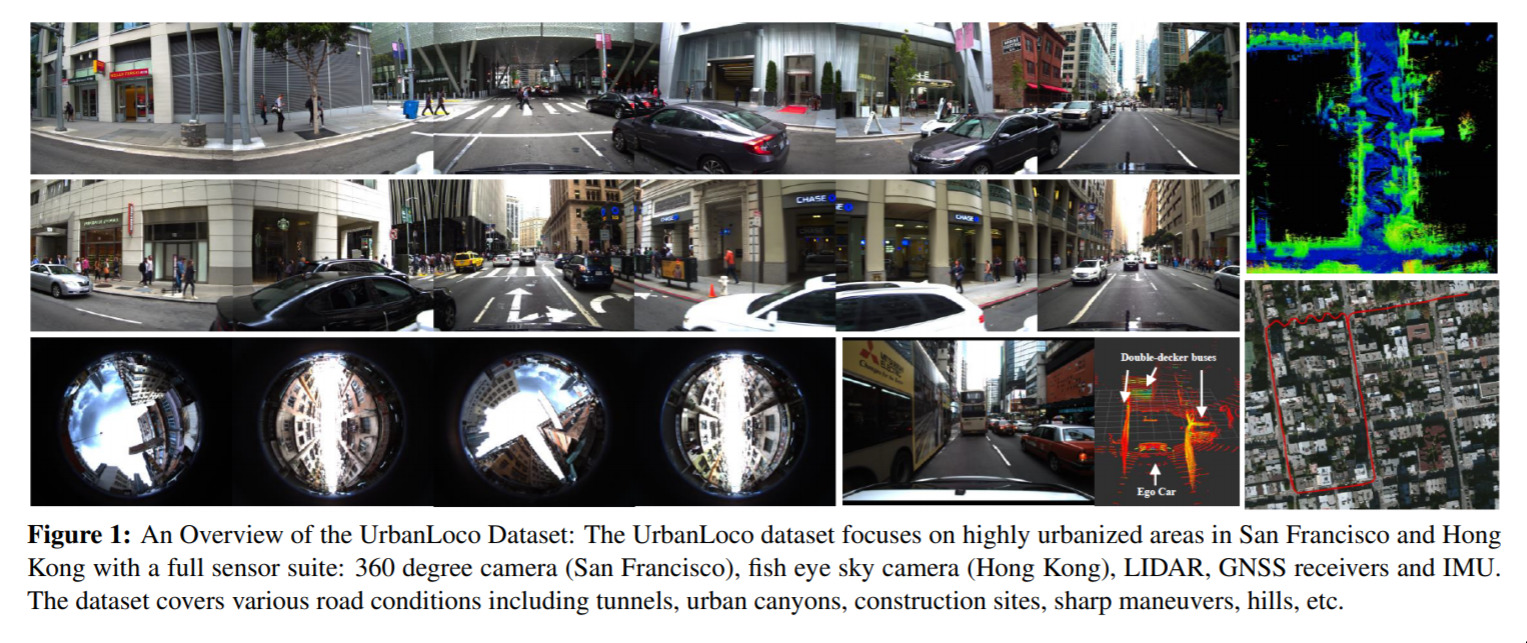 CHASE
CHASE
CHASE
Double-decker buses
Ego Car
Figure 1: An Overview of the UrbanLoco Dataset: The UrbanLoco dataset focuses on highly urbanized areas in San Francisco and Hong
Kong with a full sensor suite: 360 degree camera (San Francisco), fish eye sky camera (Hong Kong), LIDAR, GNSS receivers and IMU.
The dataset covers various road conditions including tunnels, urban canyons, construction sites, sharp maneuvers, hills, etc.